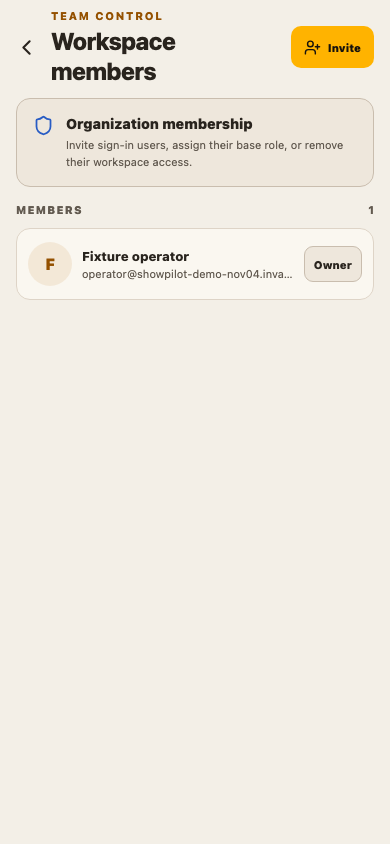 TEAM CONTROL
Workspace
members
Invite
Organization membership
Invite sign-in users, assign their base role, or remove
their workspace access.
MEMBERS
1
F
Fixture operator
operator@showpilot-demo-nov04.inva...
Owner